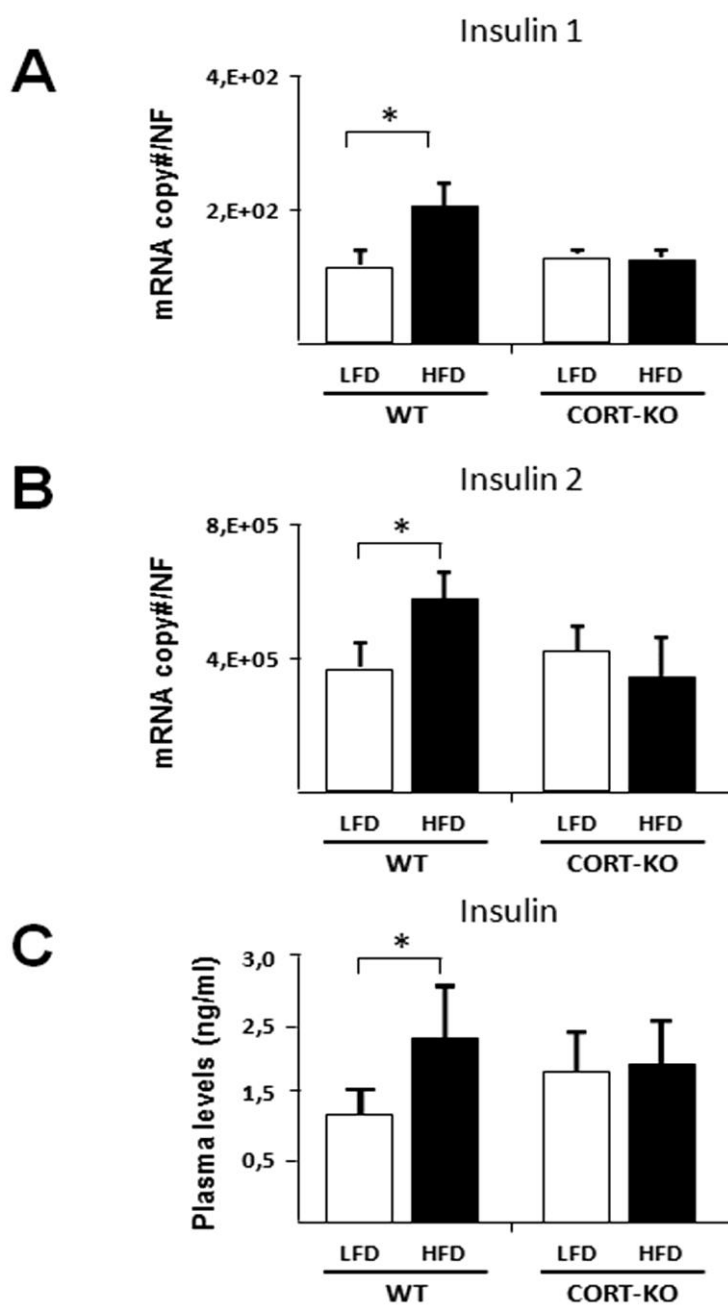 A
Insulin 1
mRNA copy#/NF
4,E+02
2,E+02
*
LFD HFD LFD HFD
WT CORT-KO
B
Insulin 2
mRNA copy#/NF
8,E+05
4,E+05
*
LFD HFD LFD HFD
WT CORT-KO
C
Insulin
Plasma levels (ng/ml)
3,0
2,5
1,5
0,5
*
LFD HFD LFD HFD
WT CORT-KO